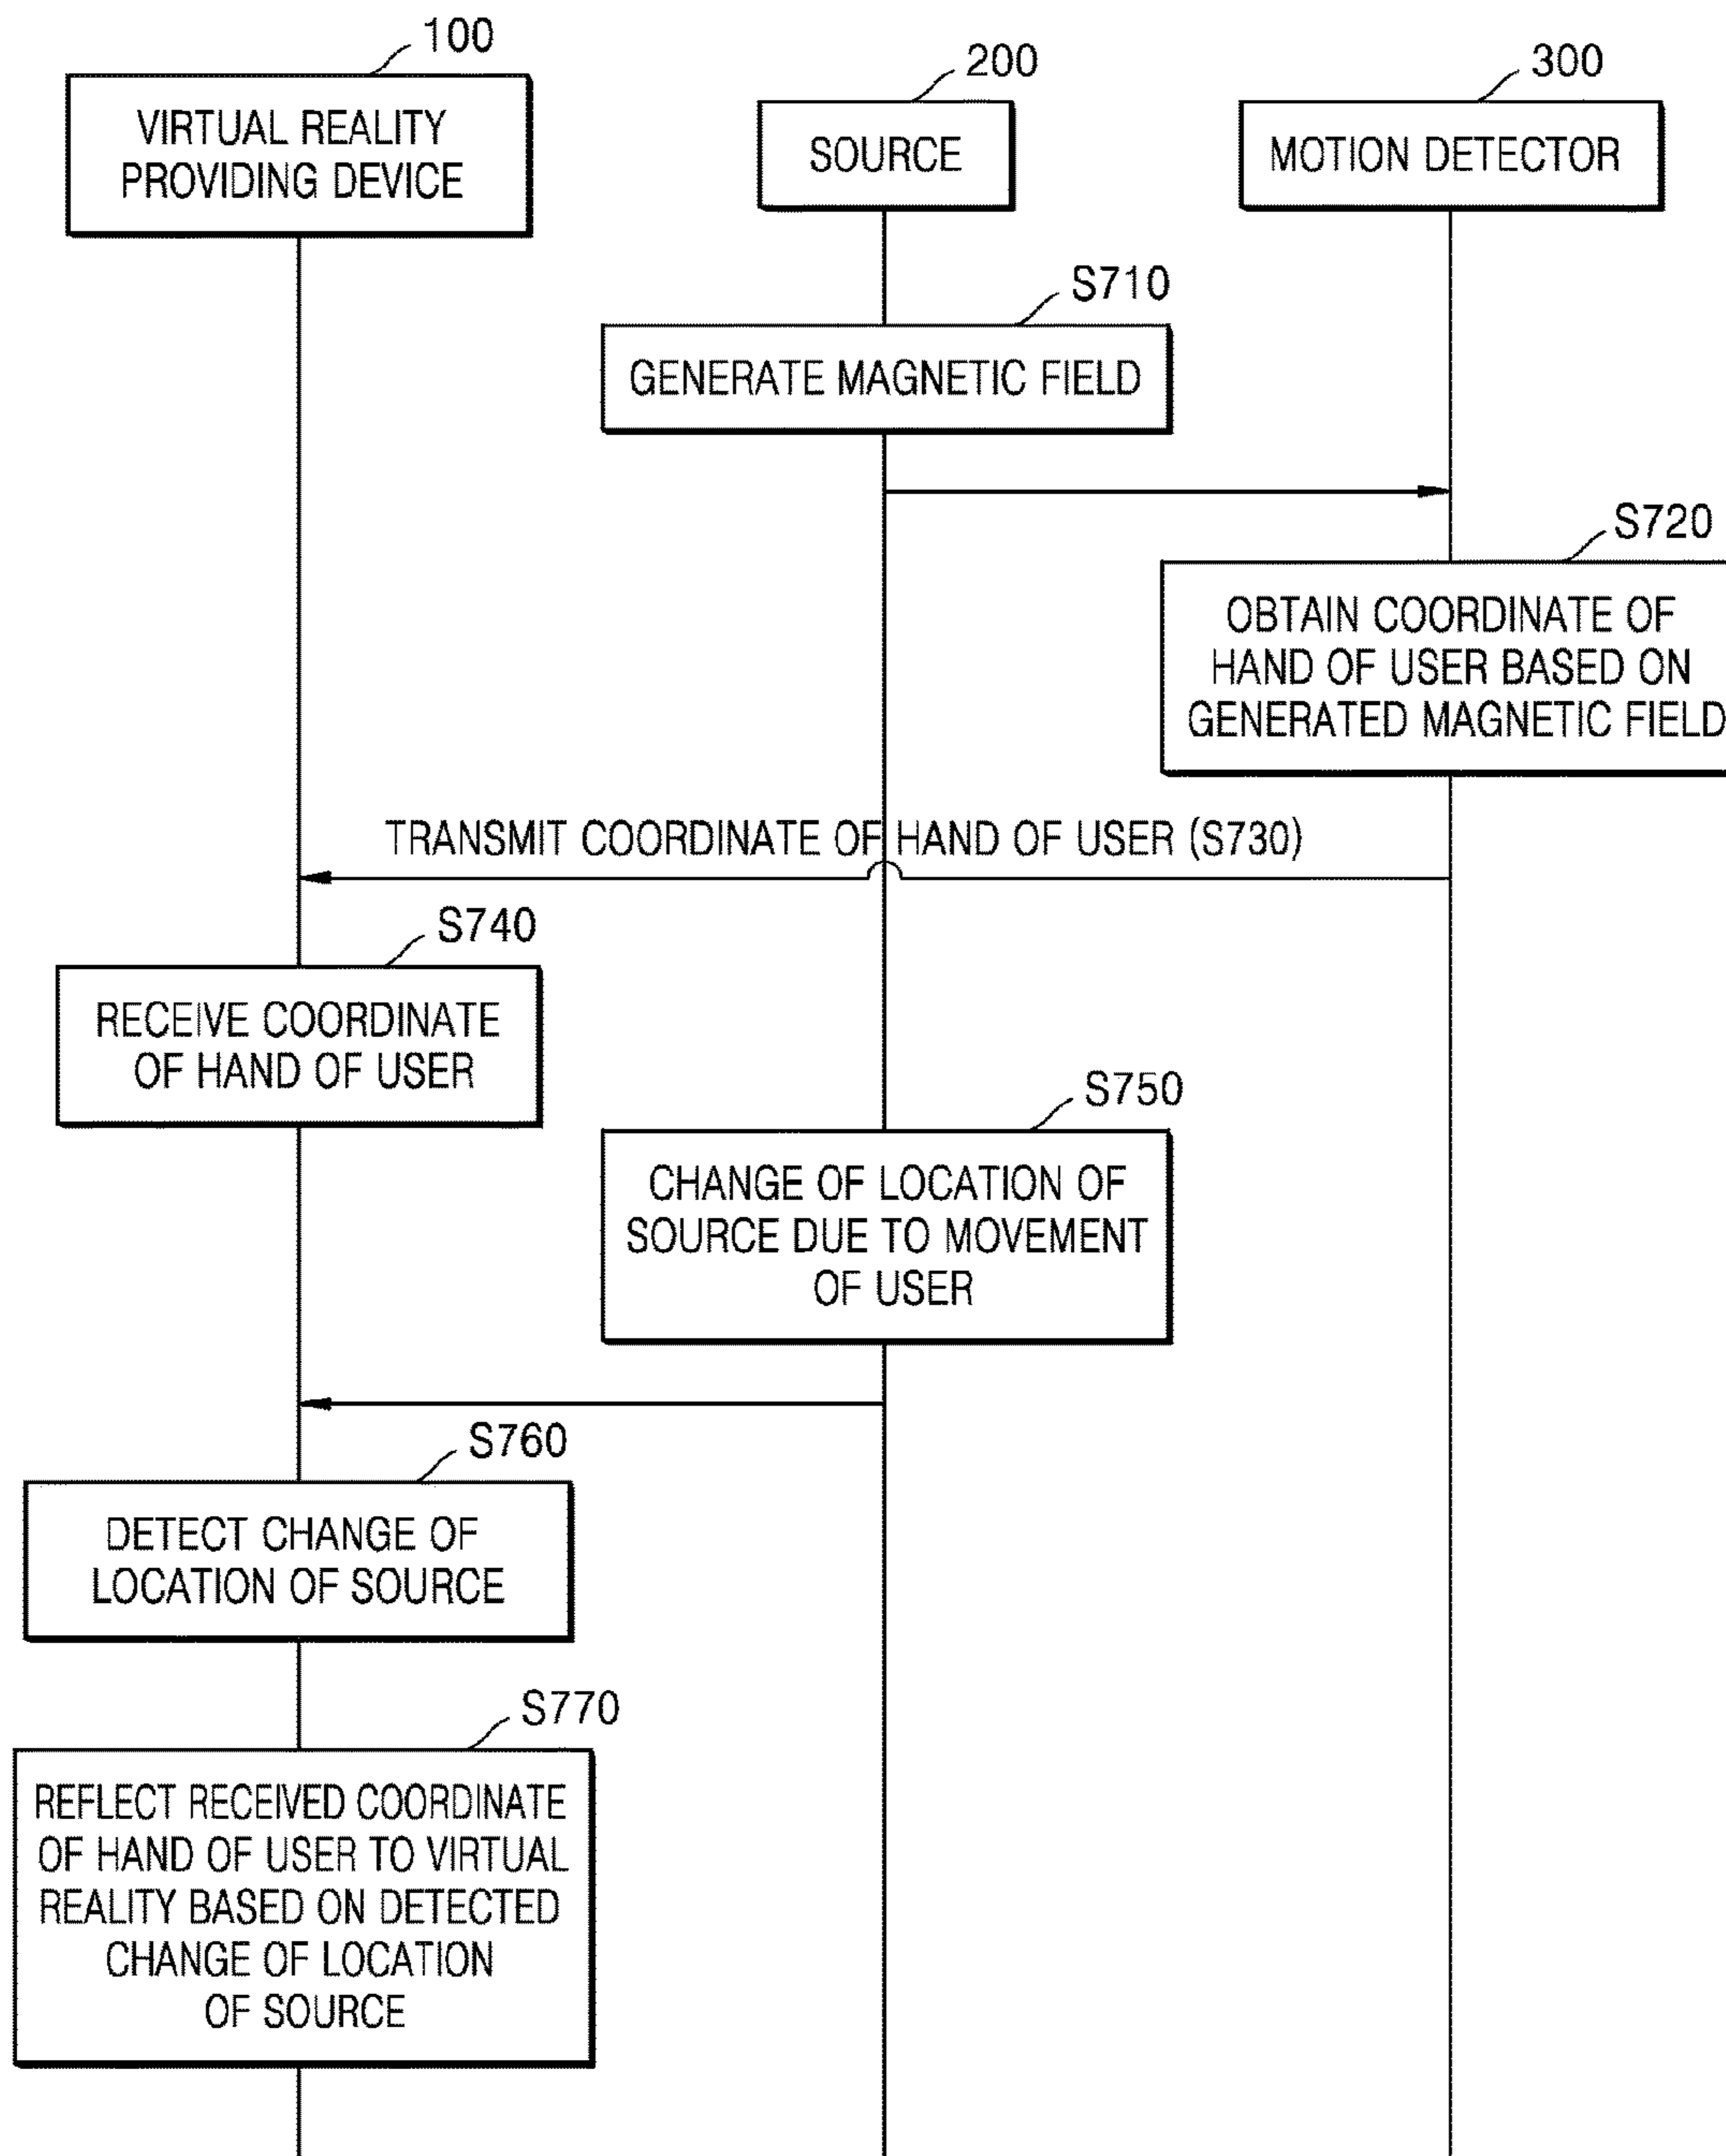 100
VIRTUAL REALITY
PROVIDING DEVICE
200
SOURCE
300
MOTION DETECTOR
S710
GENERATE MAGNETIC FIELD
S720
OBTAIN COORDINATE OF
HAND OF USER BASED ON
GENERATED MAGNETIC FIELD
TRANSMIT COORDINATE OF HAND OF USER (S730)
S740
RECEIVE COORDINATE
OF HAND OF USER
S750
CHANGE OF LOCATION OF
SOURCE DUE TO MOVEMENT
OF USER
S760
DETECT CHANGE OF
LOCATION OF SOURCE
S770
REFLECT RECEIVED COORDINATE
OF HAND OF USER TO VIRTUAL
REALITY BASED ON DETECTED
CHANGE OF LOCATION
OF SOURCE